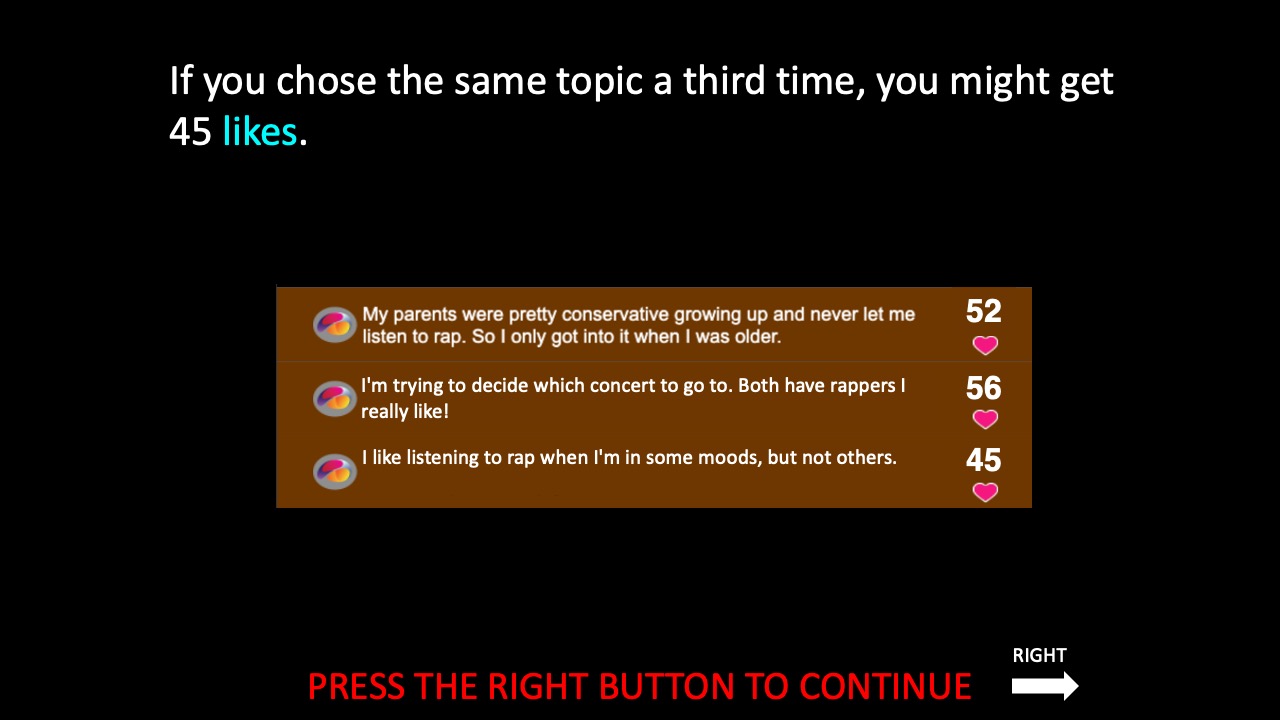 If you chose the same topic a third time, you might get
45 likes.
My parents were pretty conservative growing up and never let me
listen to rap. So I only got into it when I was older.
52
I'm trying to decide which concert to go to. Both have rappers I
really like!
56
I like listening to rap when I'm in some moods, but not others.
45
RIGHT
PRESS THE RIGHT BUTTON TO CONTINUE